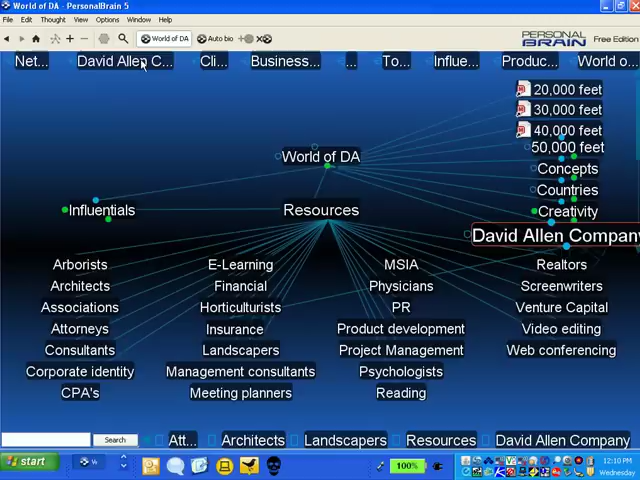 World of DA - PersonalBrain 5
File Edit Thought View Options Window Help
World of DA Auto bio
PERSONAL BRAIN Free Edition
Net... David Allen C... Cli... Business... ... To... Influe... Produc... World o...
20,000 feet
30,000 feet
40,000 feet
50,000 feet
World of DA
Concepts
Countries
Influentials Resources Creativity
David Allen Company
Arborists E-Learning MSIA Realtors
Architects Financial Physicians Screenwriters
Associations Horticulturists PR Venture Capital
Attorneys Insurance Product development Video editing
Consultants Landscapers Project Management Web conferencing
Corporate identity Management consultants Psychologists
CPA's Meeting planners Reading
Search Att... Architects Landscapers Resources David Allen Company
start 100% 12:10 PM
Wednesday